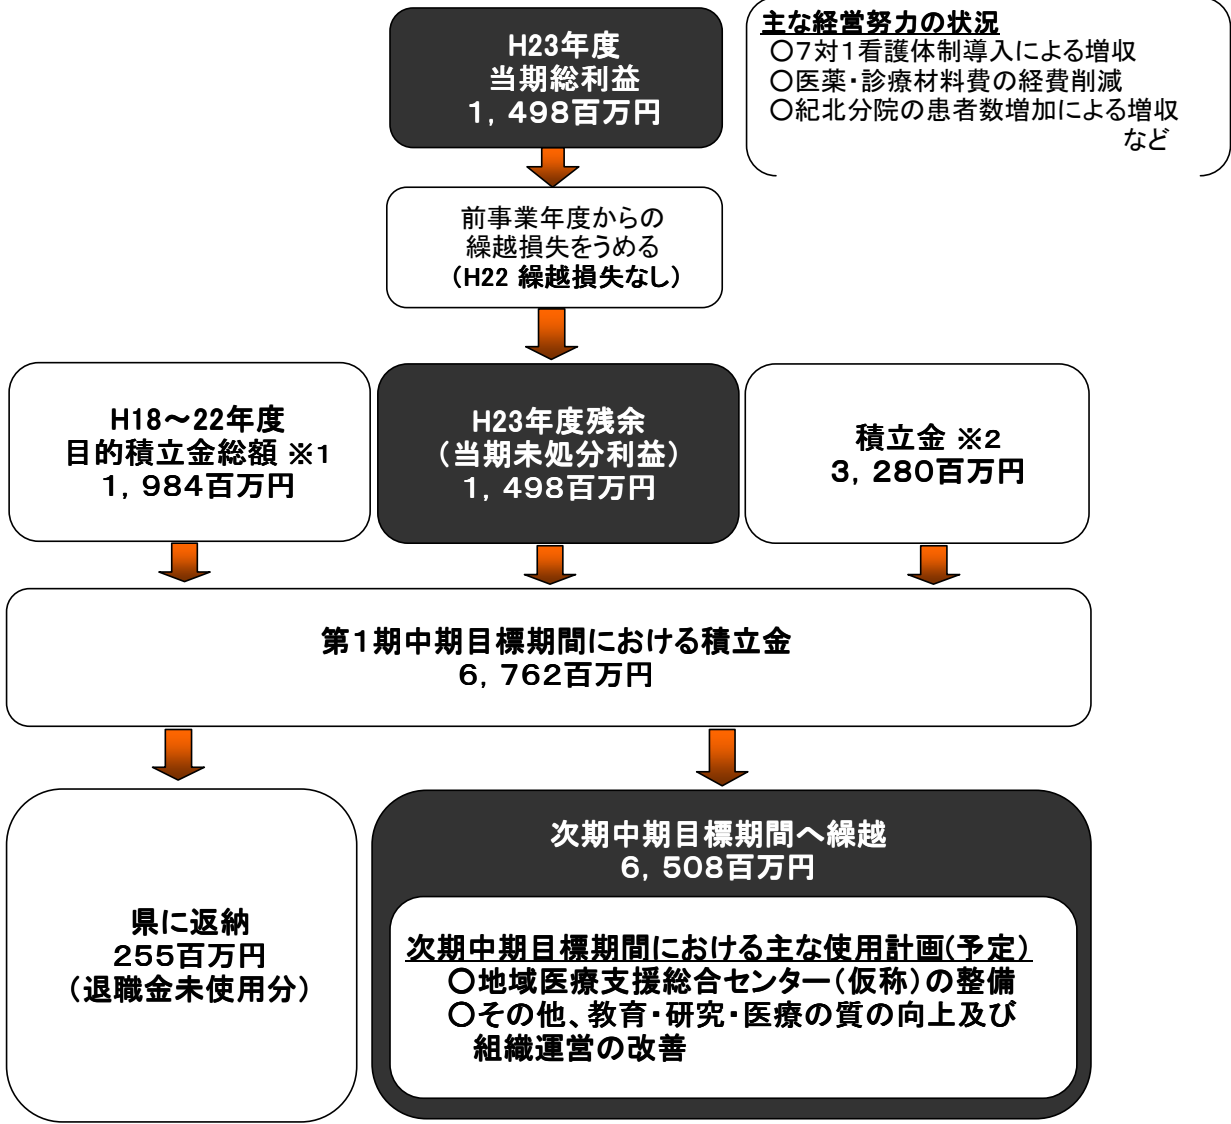 H23年度
当期総利益
1，498百万円
主な経営努力の状況
○7対1看護体制導入による増収
○医薬・診療材料費の経費削減
○紀北分院の患者数増加による増収
など
前事業年度からの
繰越損失をうめる
（H22 繰越損失なし）
H18～22年度
目的積立金総額 ※1
1，984百万円
H23年度残余
（当期未処分利益）
1，498百万円
積立金 ※2
3，280百万円
第1期中期目標期間における積立金
6，762百万円
県に返納
255百万円
（退職金未使用分）
次期中期目標期間へ繰越
6，508百万円
次期中期目標期間における主な使用計画(予定)
○地域医療支援総合センター（仮称）の整備
○その他、教育・研究・医療の質の向上及び
組織運営の改善